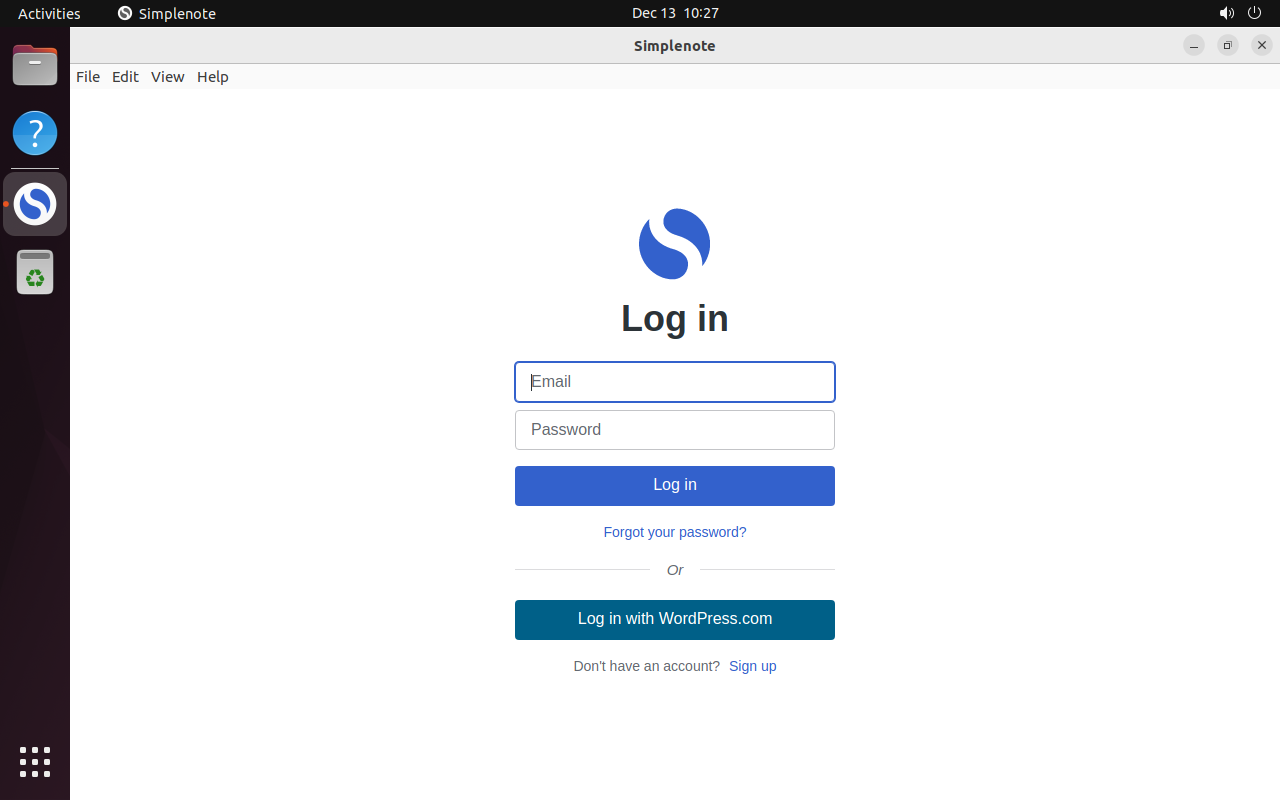 Activities Simplenote Dec 13 10:27
Simplenote
File Edit View Help
Log in
Email
Password
Log in
Forgot your password?
Or
Log in with WordPress.com
Don't have an account? Sign up